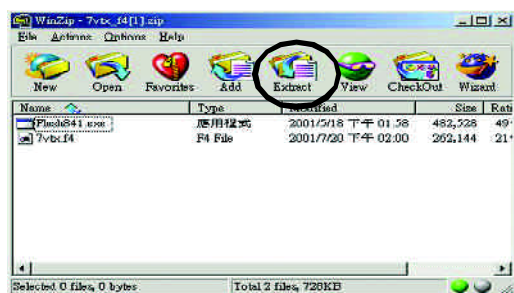 WinZip - 7vtx_f4[1].zip
File Actions Options Help
New Open Favorites Add Extract View CheckOut Wizard
Name Type Modified Size Rati
Flash841.exe 應用程式 2001/5/18 下午 01:58 482,528 49
7vtx.f4 F4 File 2001/7/20 下午 02:00 262,144 21
Selected 0 files, 0 bytes Total 2 files, 728KB